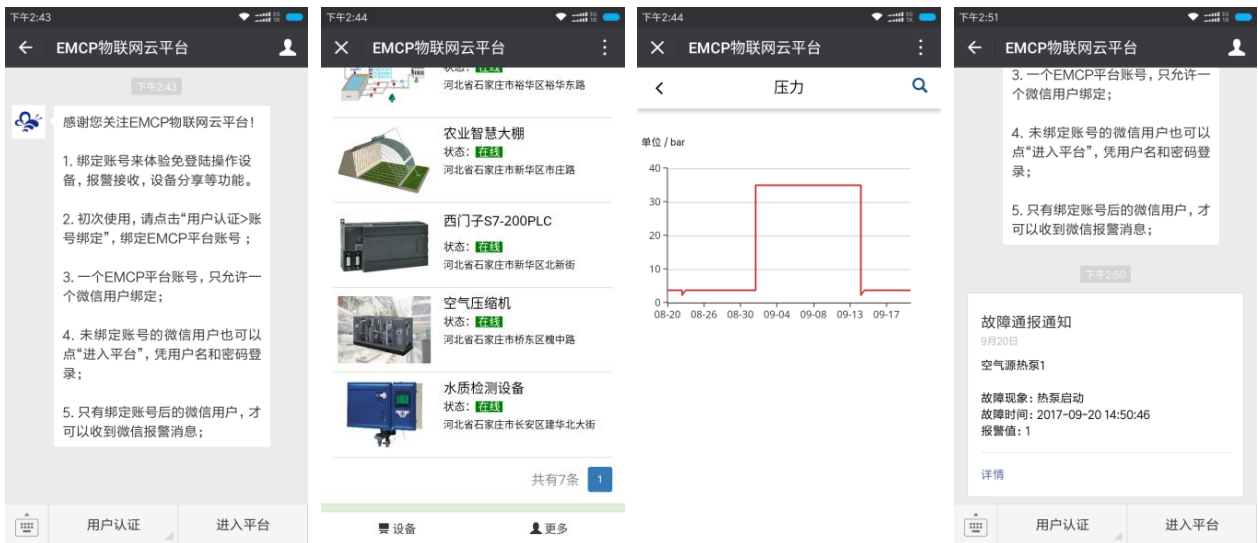 下午2:43
EMCP物联网云平台
下午2:43
感谢您关注EMCP物联网云平台！
1. 绑定账号来体验免登陆操作设
备，报警接收，设备分享等功能。
2. 初次使用，请点击“用户认证>账
号绑定”，绑定EMCP平台账号；
3. 一个EMCP平台账号，只允许一
个微信用户绑定；
4. 未绑定账号的微信用户也可以
点“进入平台”，凭用户名和密码登
录；
5. 只有绑定账号后的微信用户，才
可以收到微信报警消息；
用户认证
进入平台
下午2:44
EMCP物联网云平台
状态：在线
河北省石家庄市裕华区裕华东路
农业智慧大棚
状态：在线
河北省石家庄市新华区市庄路
西门子S7-200PLC
状态：在线
河北省石家庄市新华区北新街
空气压缩机
状态：在线
河北省石家庄市桥东区槐中路
水质检测设备
状态：在线
河北省石家庄市长安区建华北大街
共有7条 1
设备
更多
下午2:44
EMCP物联网云平台
压力
单位 / bar
40
30
20
10
0
08-20 08-26 08-30 09-04 09-08 09-13 09-17
下午2:51
EMCP物联网云平台
3. 一个EMCP平台账号，只允许一
个微信用户绑定；
4. 未绑定账号的微信用户也可以
点“进入平台”，凭用户名和密码登
录；
5. 只有绑定账号后的微信用户，才
可以收到微信报警消息；
下午2:50
故障通报通知
9月20日
空气源热泵1
故障现象：热泵启动
故障时间：2017-09-20 14:50:46
报警值：1
详情
用户认证
进入平台